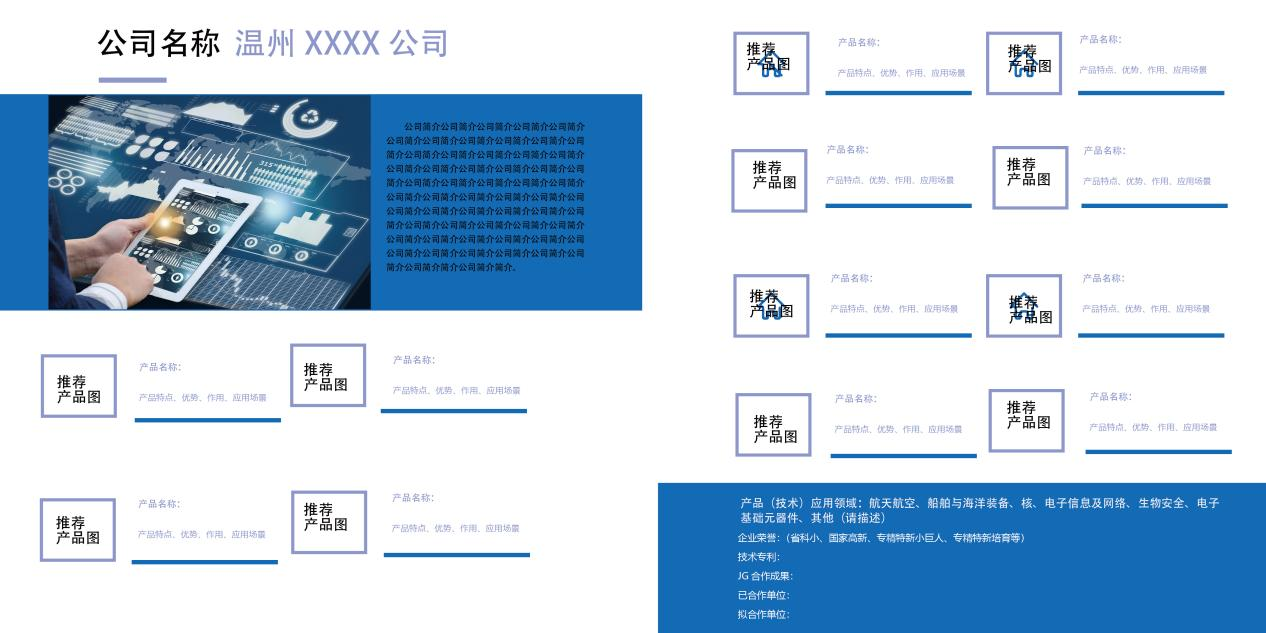 公司名称 温州 XXXX 公司
公司简介公司简介公司简介公司简介公司简介
公司简介公司简介公司简介公司简介公司简介公司
简介公司简介公司简介公司简介公司简介公司简介
公司简介公司简介公司简介公司简介公司简介公司
简介公司简介公司简介公司简介公司简介公司简介
公司简介公司简介公司简介公司简介公司简介公司
公司简介公司简介公司简介公司简介公司简介公司
简介公司简介公司简介公司简介公司简介公司简介
公司简介公司简介公司简介公司简介公司简介公司
公司简介公司简介公司简介公司简介公司简介公司
简介公司简介简介公司简介简介。
推荐
产品图
产品名称：
产品特点、优势、作用、应用场景
推荐
产品图
产品名称：
产品特点、优势、作用、应用场景
推荐
产品图
产品名称：
产品特点、优势、作用、应用场景
推荐
产品图
产品名称：
产品特点、优势、作用、应用场景
推荐
产品图
产品名称：
产品特点、优势、作用、应用场景
推荐
产品图
产品名称：
产品特点、优势、作用、应用场景
推荐
产品图
产品名称：
产品特点、优势、作用、应用场景
推荐
产品图
产品名称：
产品特点、优势、作用、应用场景
推荐
产品图
产品名称：
产品特点、优势、作用、应用场景
推荐
产品图
产品名称：
产品特点、优势、作用、应用场景
推荐
产品图
产品名称：
产品特点、优势、作用、应用场景
推荐
产品图
产品名称：
产品特点、优势、作用、应用场景
产品（技术）应用领域：航天航空、船舶与海洋装备、核、电子信息及网络、生物安全、电子
基础元器件、其他（请描述）
企业荣誉：（省科小、国家高新、专精特新小巨人、专精特新培育等）
技术专利：
JG 合作成果：
已合作单位：
拟合作单位：